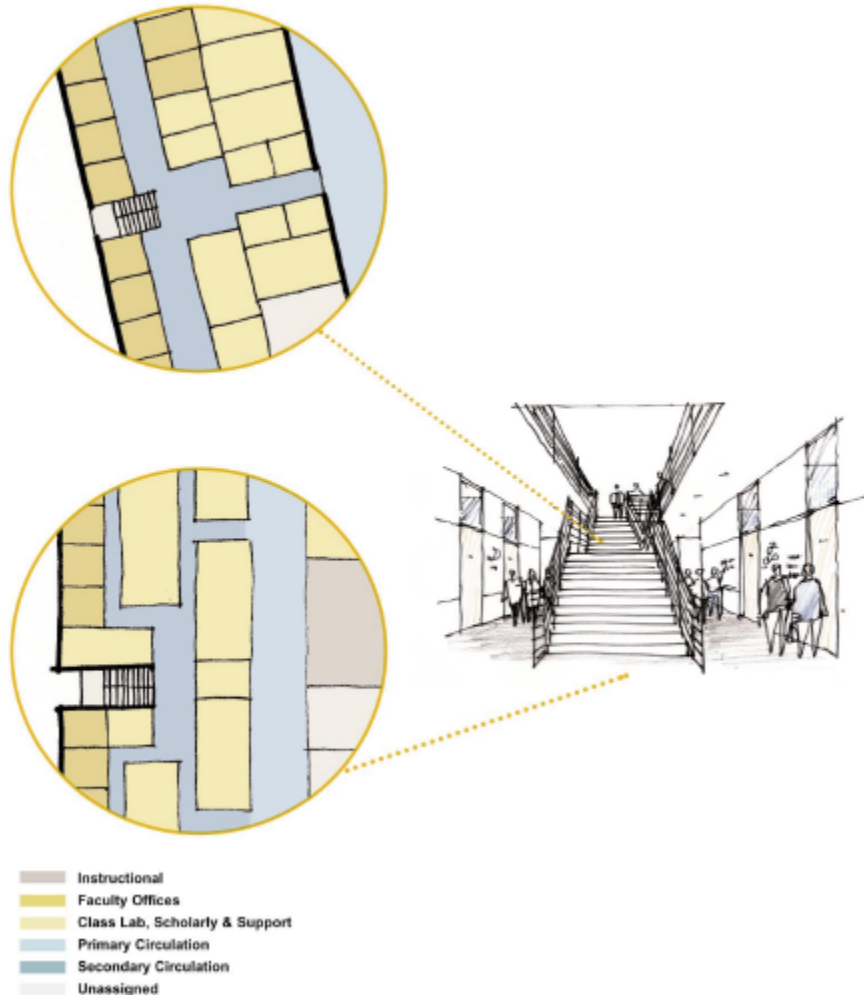 Instructional
Faculty Offices
Class Lab, Scholarly & Support
Primary Circulation
Secondary Circulation
Unassigned